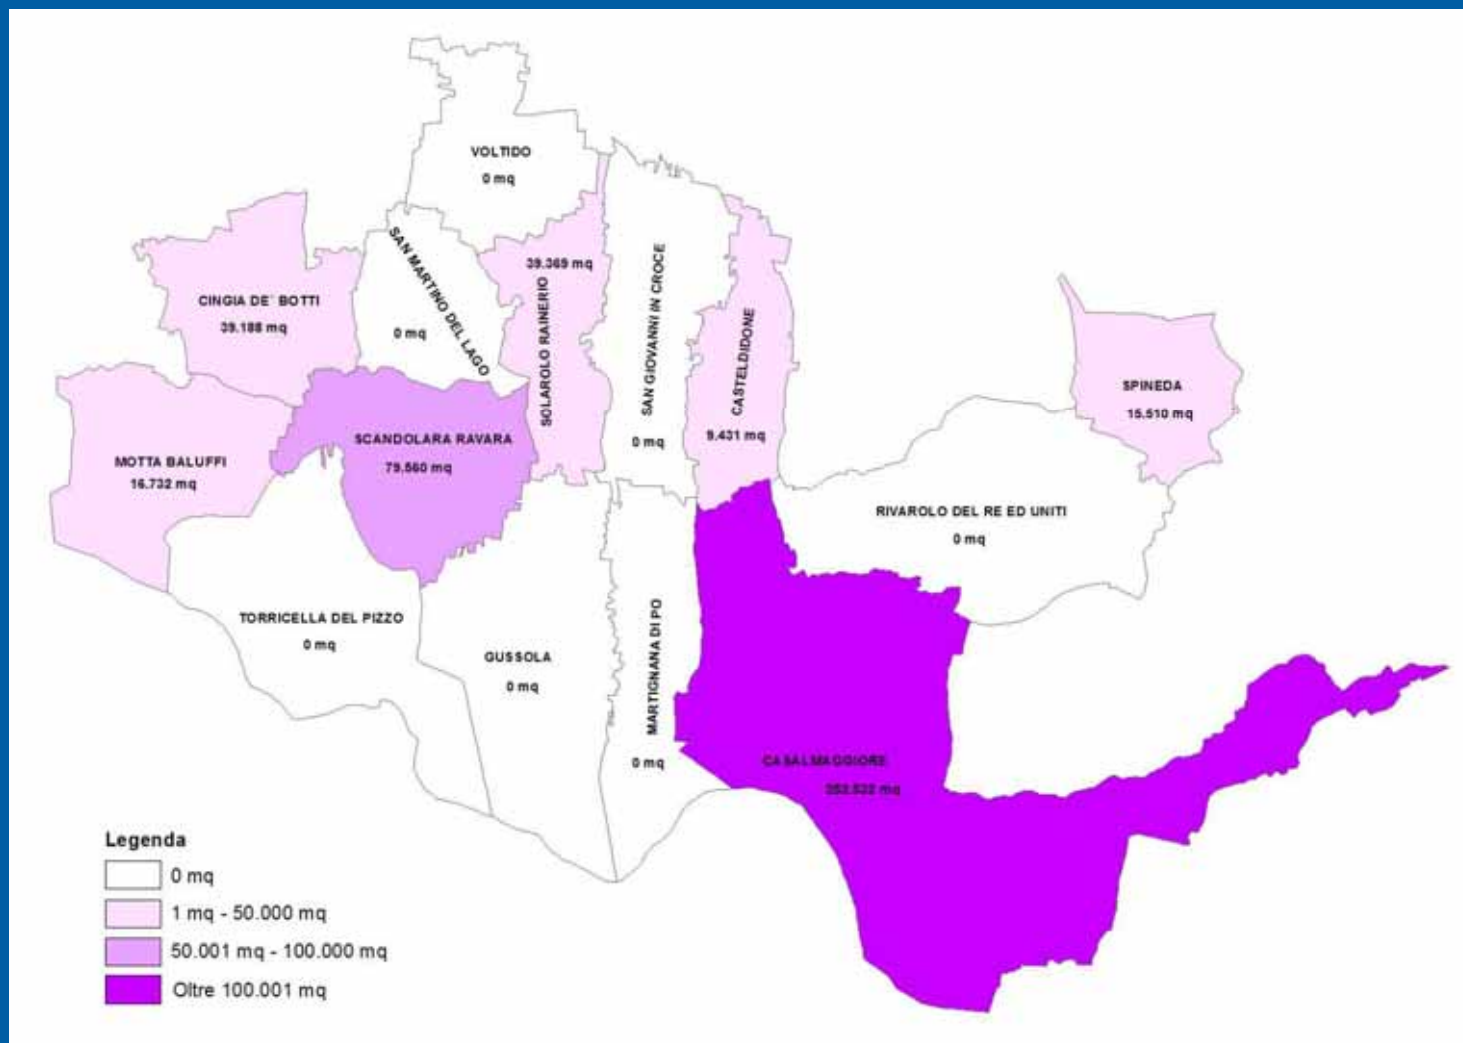 VOLTIDO
0 mq
SAN MARTINO DEL LAGO
0 mq
39.369 mq
SOLAROLO RAINERIO
SAN GIOVANNI IN CROCE
0 mq
CINGIA DE' BOTTI
39.188 mq
CASTELDIDONE
9.431 mq
SPINEDA
15.510 mq
SCANDOLARA RAVARA
79.560 mq
MOTTA BALUFFI
16.732 mq
RIVAROLO DEL RE ED UNITI
0 mq
TORRICELLA DEL PIZZO
0 mq
GUSSOLA
0 mq
MARTIGNANA DI PO
0 mq
CASALMAGGIORE
mq
Legenda
0 mq
1 mq - 50.000 mq
50.001 mq - 100.000 mq
Oltre 100.001 mq